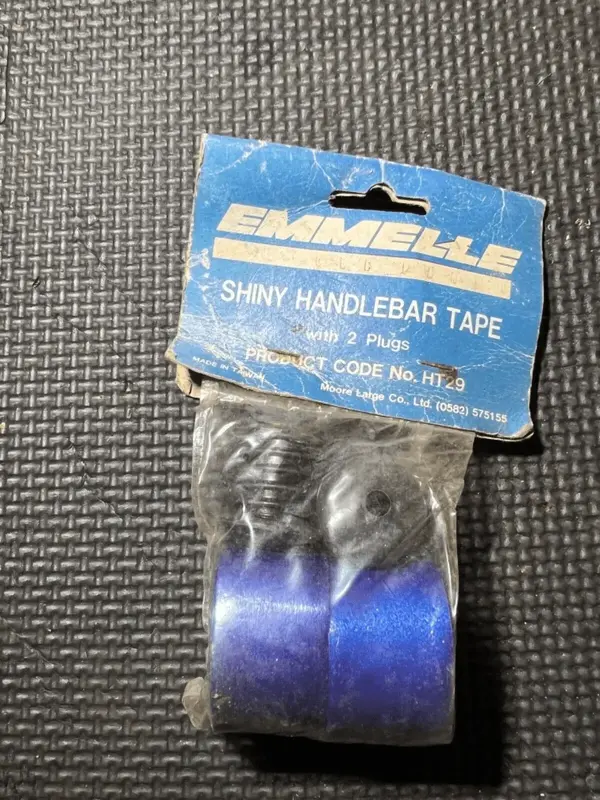 EMMELLE
SHINY HANDLEBAR TAPE
with 2 Plugs
PRODUCT CODE No. HT29
MADE IN TAIWAN
Moore Large Co., Ltd. (0582) 575155